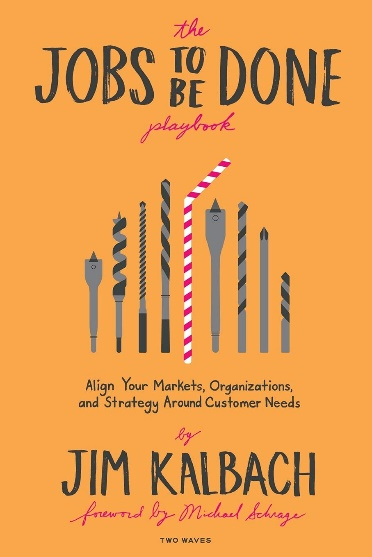 the
JOBS TO BE DONE
playbook
Align Your Markets, Organizations,
and Strategy Around Customer Needs
by
JIM KALBACH
foreword by Michael Schrage
TWO WAVES